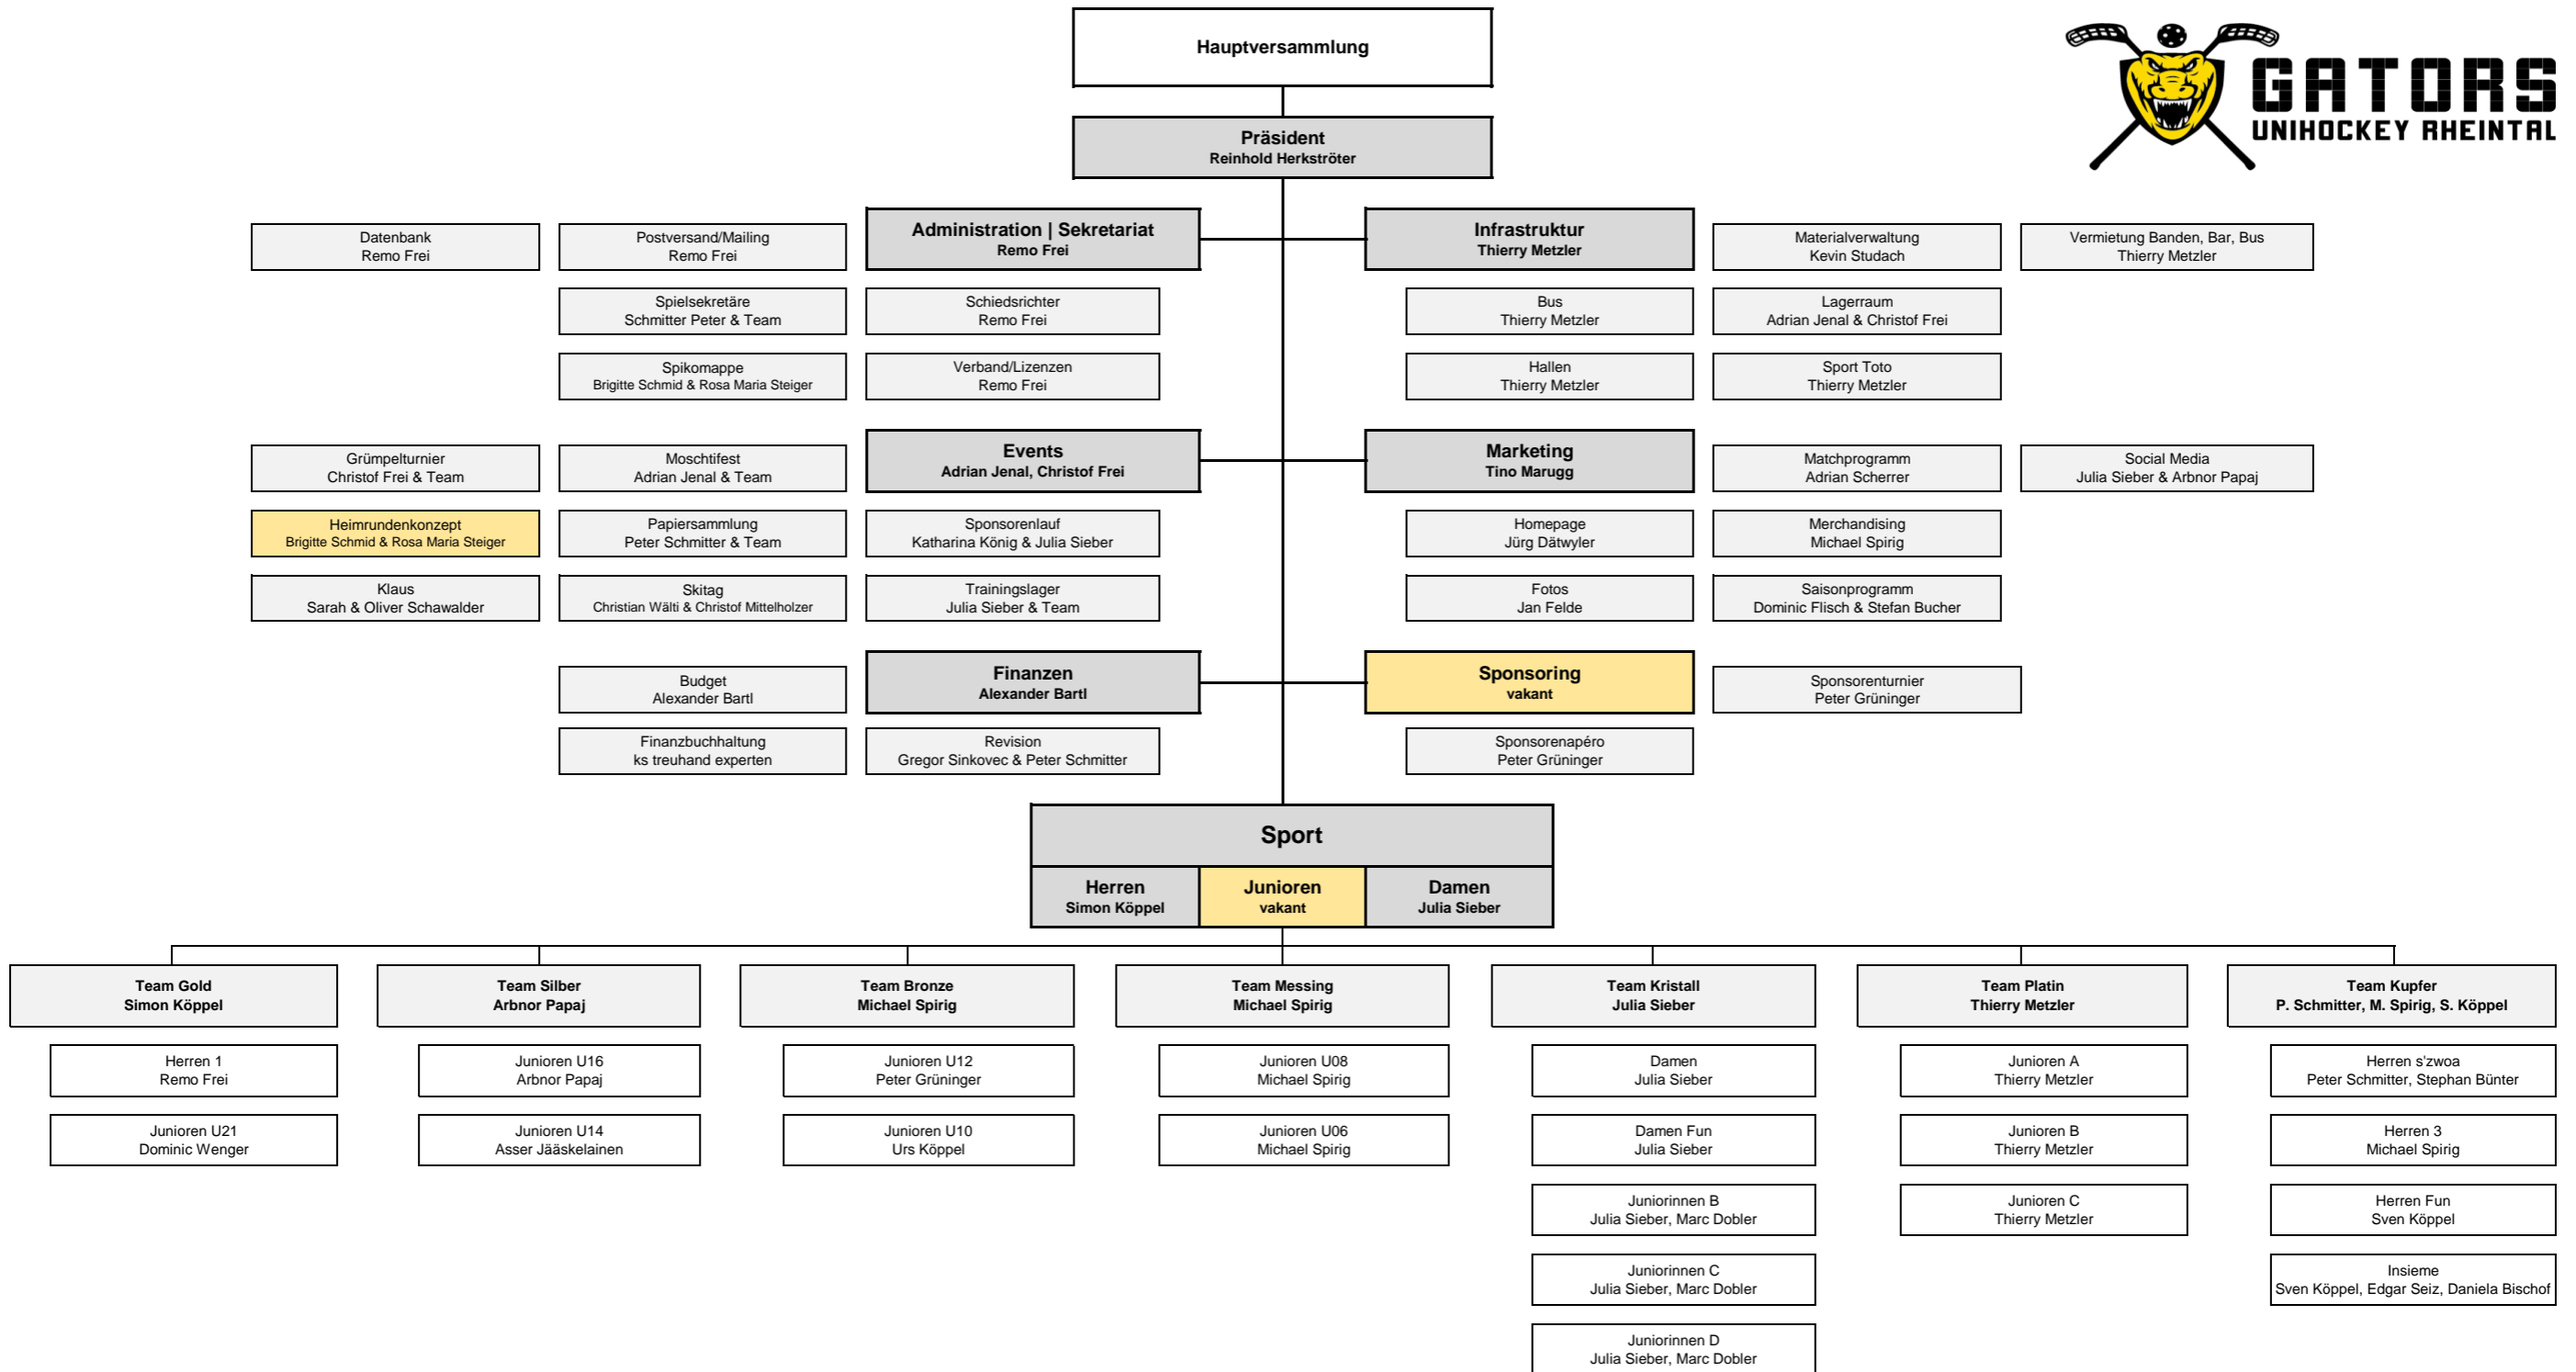 Hauptversammlung
GATORS
UNIHOCKEY RHEINTAL
Präsident
Reinhold Herkströter
Datenbank
Remo Frei
Postversand/Mailing
Remo Frei
Administration | Sekretariat
Remo Frei
Infrastruktur
Thierry Metzler
Materialverwaltung
Kevin Studach
Vermietung Banden, Bar, Bus
Thierry Metzler
Spielsekretäre
Schmitter Peter & Team
Schiedsrichter
Remo Frei
Bus
Thierry Metzler
Lagerraum
Adrian Jenal & Christof Frei
Spikomappe
Brigitte Schmid & Rosa Maria Steiger
Verband/Lizenzen
Remo Frei
Hallen
Thierry Metzler
Sport Toto
Thierry Metzler
Grümpelturnier
Christof Frei & Team
Moschtifest
Adrian Jenal & Team
Events
Adrian Jenal, Christof Frei
Marketing
Tino Marugg
Matchprogramm
Adrian Scherrer
Social Media
Julia Sieber & Arbnor Papaj
Heimrundenkonzept
Brigitte Schmid & Rosa Maria Steiger
Papiersammlung
Peter Schmitter & Team
Sponsorenlauf
Katharina König & Julia Sieber
Homepage
Jürg Dätwyler
Merchandising
Michael Spirig
Klaus
Sarah & Oliver Schawalder
Skitag
Christian Wälti & Christof Mittelholzer
Trainingslager
Julia Sieber & Team
Fotos
Jan Felde
Saisonprogramm
Dominic Flisch & Stefan Bucher
Budget
Alexander Bartl
Finanzen
Alexander Bartl
Sponsoring
vakant
Sponsorenturnier
Peter Grüninger
Finanzbuchhaltung
ks treuhand experten
Revision
Gregor Sinkovec & Peter Schmitter
Sponsorenapéro
Peter Grüninger
Sport
Herren
Simon Köppel
Junioren
vakant
Damen
Julia Sieber
Team Gold
Simon Köppel
Team Silber
Arbnor Papaj
Team Bronze
Michael Spirig
Team Messing
Michael Spirig
Team Kristall
Julia Sieber
Team Platin
Thierry Metzler
Team Kupfer
P. Schmitter, M. Spirig, S. Köppel
Herren 1
Remo Frei
Junioren U16
Arbnor Papaj
Junioren U12
Peter Grüninger
Junioren U08
Michael Spirig
Damen
Julia Sieber
Junioren A
Thierry Metzler
Herren s'zwoa
Peter Schmitter, Stephan Bünter
Junioren U21
Dominic Wenger
Junioren U14
Asser Jääskelainen
Junioren U10
Urs Köppel
Junioren U06
Michael Spirig
Damen Fun
Julia Sieber
Junioren B
Thierry Metzler
Herren 3
Michael Spirig
Juniorinnen B
Julia Sieber, Marc Dobler
Junioren C
Thierry Metzler
Herren Fun
Sven Köppel
Juniorinnen C
Julia Sieber, Marc Dobler
Insieme
Sven Köppel, Edgar Seiz, Daniela Bischof
Juniorinnen D
Julia Sieber, Marc Dobler